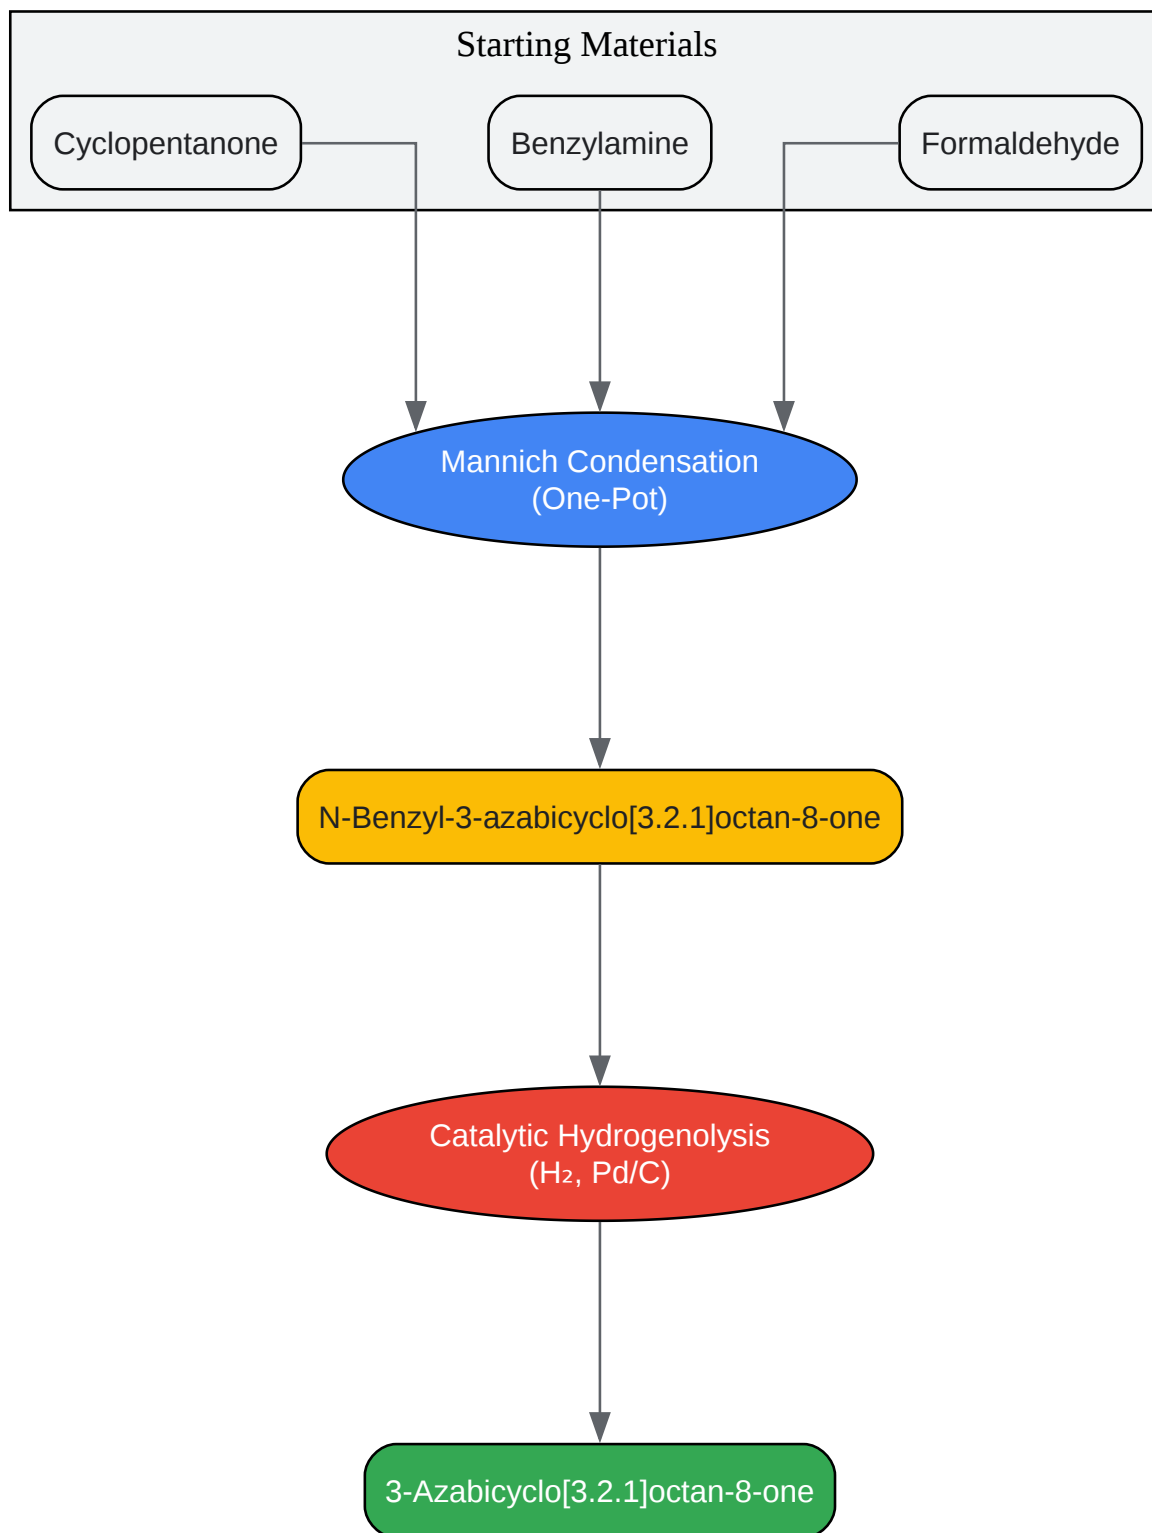 Starting Materials
Cyclopentanone
Benzylamine
Formaldehyde
Mannich Condensation
(One-Pot)
N-Benzyl-3-azabicyclo[3.2.1]octan-8-one
Catalytic Hydrogenolysis
(H₂, Pd/C)
3-Azabicyclo[3.2.1]octan-8-one